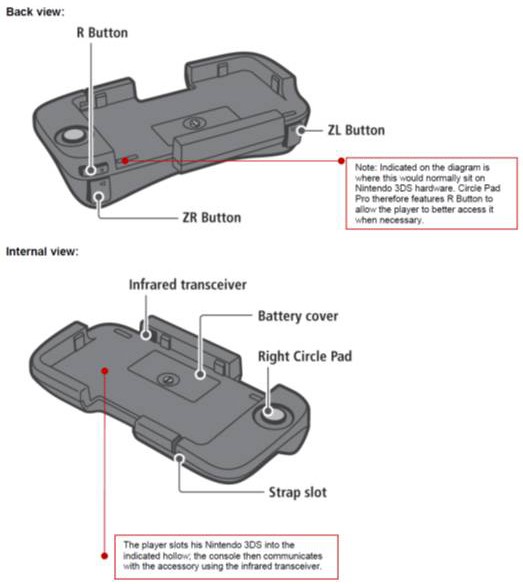 Back view:
R Button
ZL Button
Note: Indicated on the diagram is
where this would normally sit on
Nintendo 3DS hardware. Circle Pad
Pro therefore features R Button to
allow the player to better access it
when necessary.
ZR Button
Internal view:
Infrared transceiver
Battery cover
Right Circle Pad
Strap slot
The player slots his Nintendo 3DS into the
indicated hollow; the console then communicates
with the accessory using the infrared transceiver.